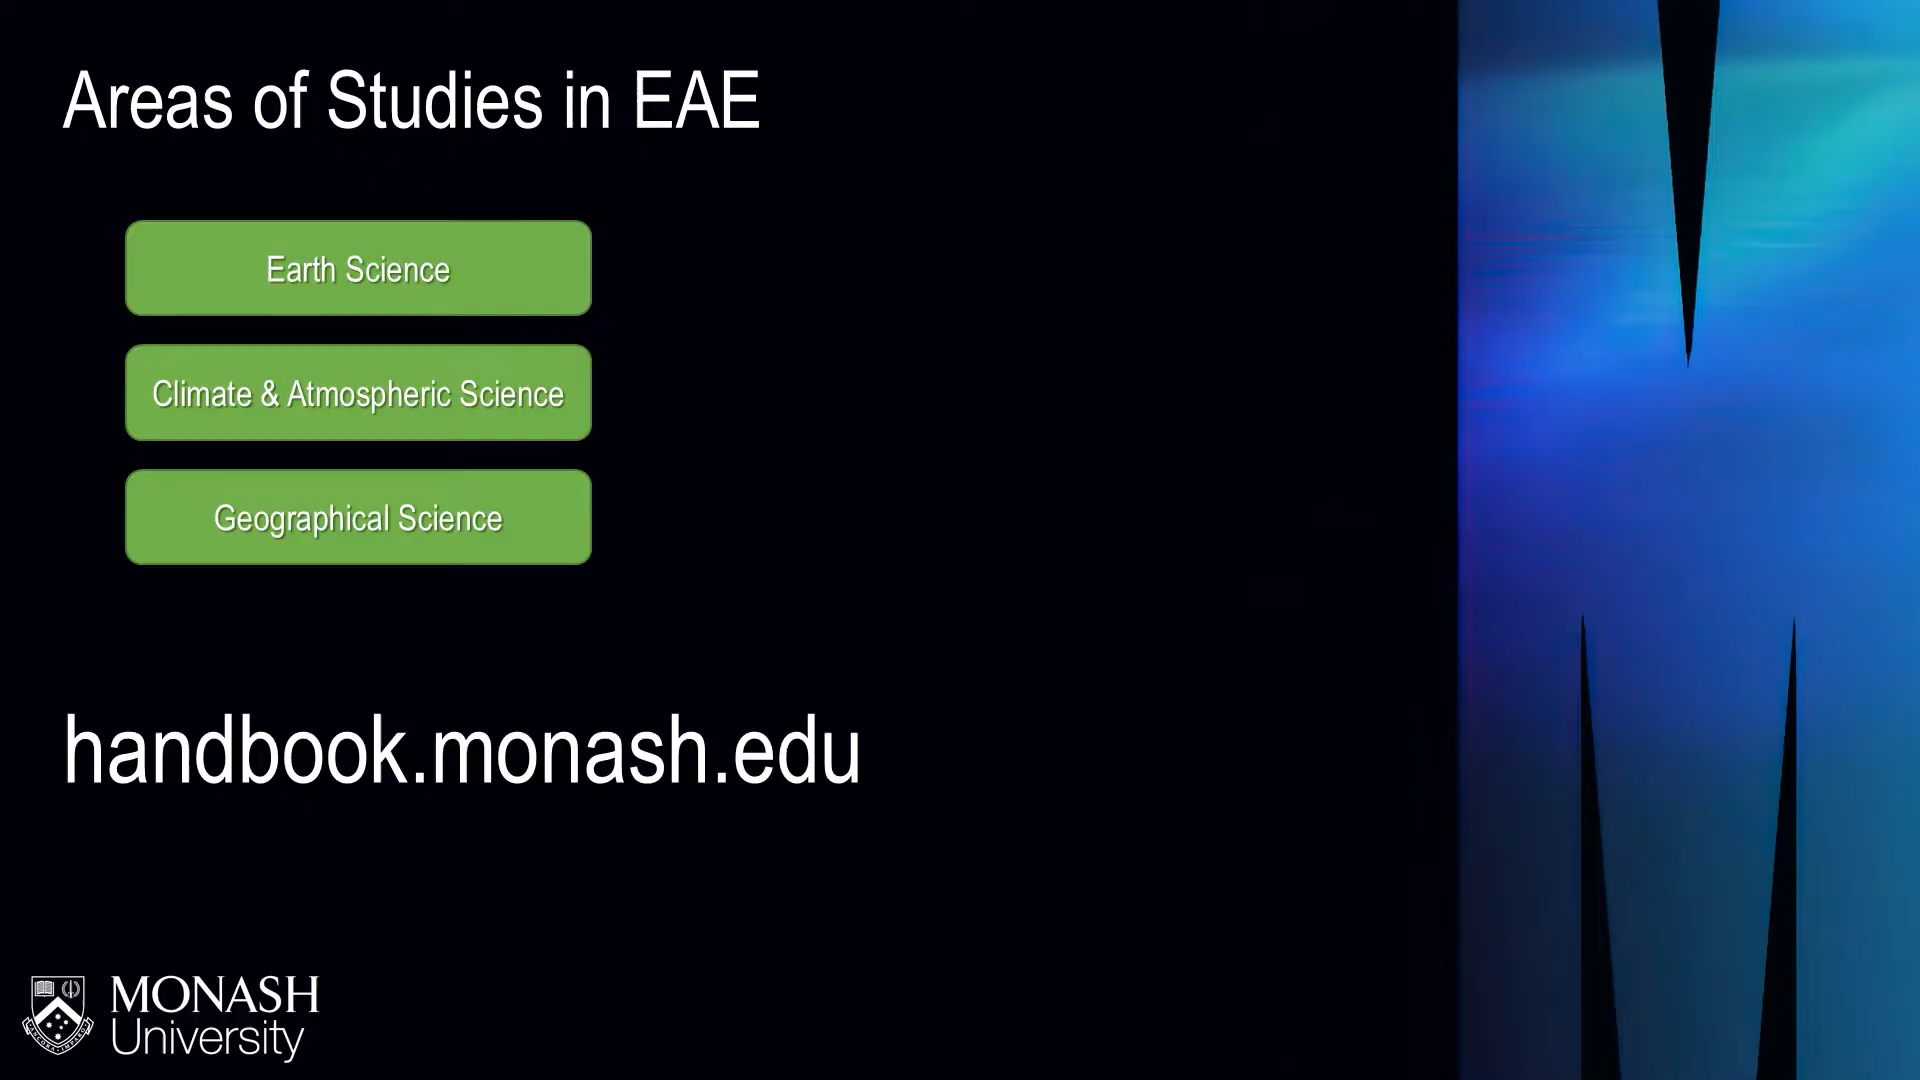 Areas of Studies in EAE
Earth Science
Climate & Atmospheric Science
Geographical Science
handbook.monash.edu
MONASH
University